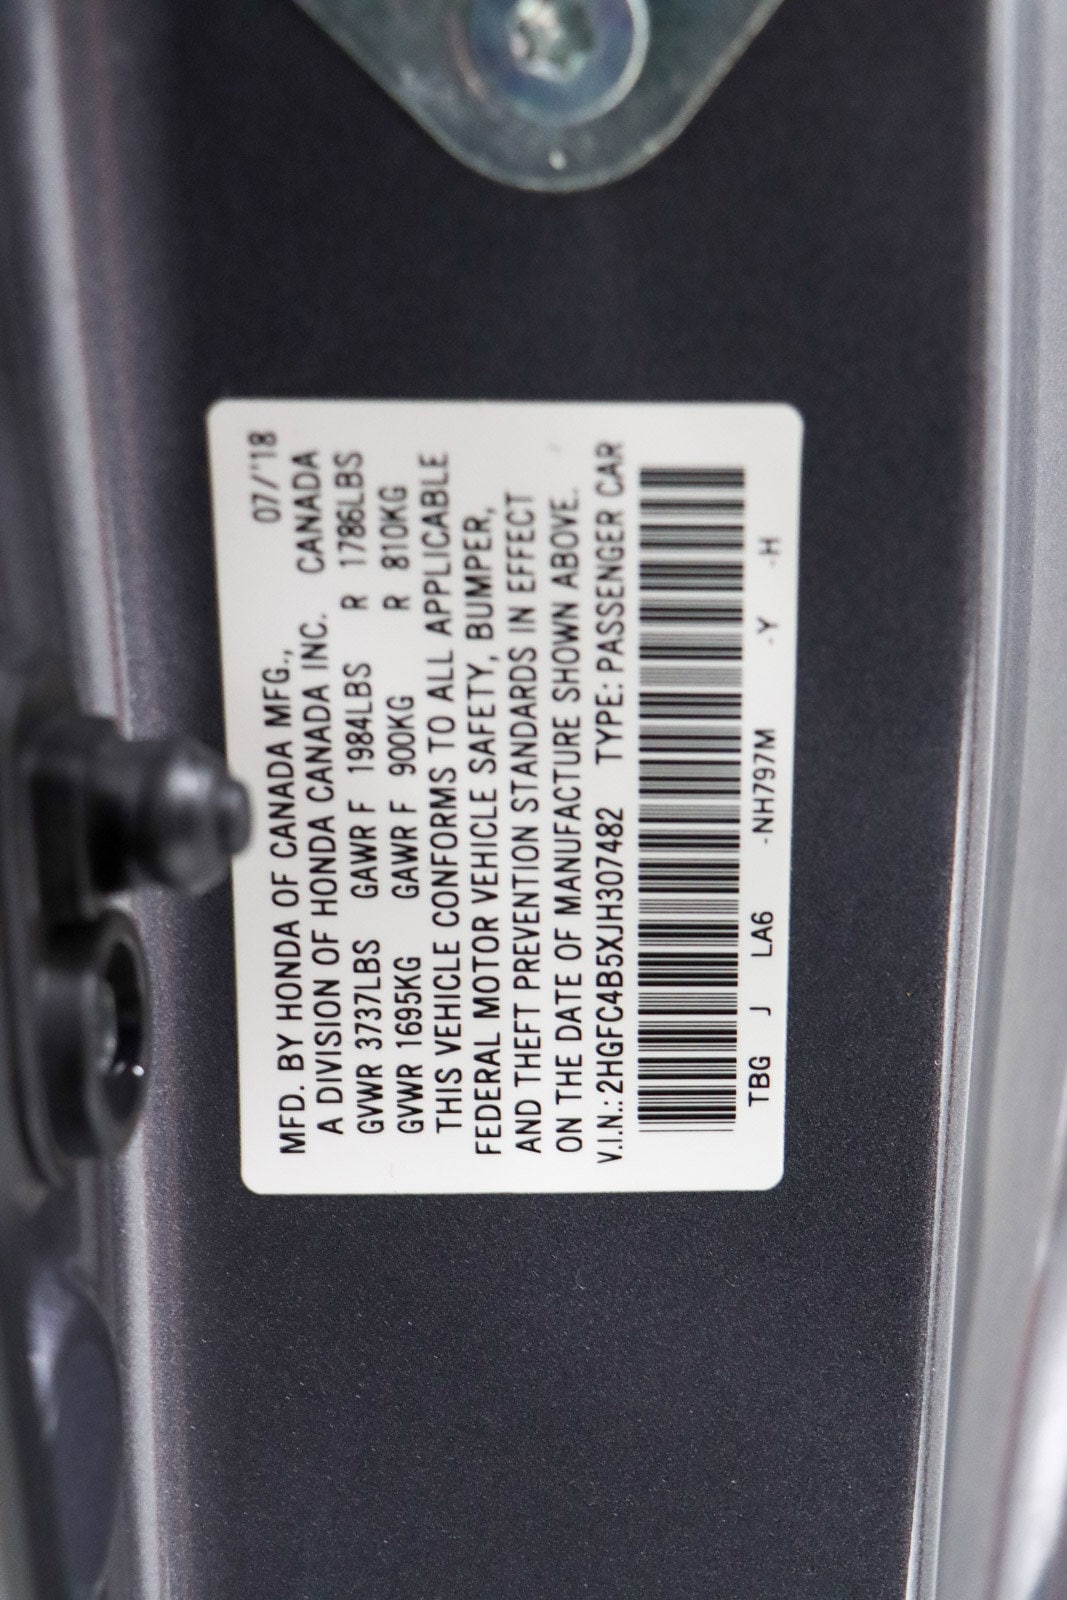 07/'18
MFD. BY HONDA OF CANADA MFG.,
A DIVISION OF HONDA CANADA INC. CANADA
GVWR 3737LBS GAWR F 1984LBS R 1786LBS
GVWR 1695KG GAWR F 900KG R 810KG
THIS VEHICLE CONFORMS TO ALL APPLICABLE
FEDERAL MOTOR VEHICLE SAFETY, BUMPER,
AND THEFT PREVENTION STANDARDS IN EFFECT
ON THE DATE OF MANUFACTURE SHOWN ABOVE.
V.I.N.: 2HGFC4B5XJH307482 TYPE: PASSENGER CAR
TBG J LA6 -NH797M -Y -H